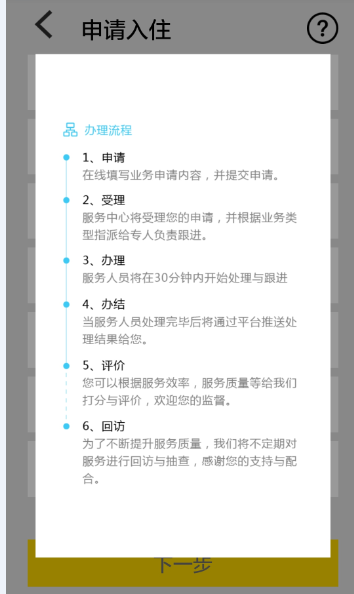 申请入住
?
办理流程
1、申请
在线填写业务申请内容，并提交申请。
2、受理
服务中心将受理您的申请，并根据业务类
型指派给专人负责跟进。
3、办理
服务人员将在30分钟内开始处理与跟进
4、办结
当服务人员处理完毕后将通过平台推送处
理结果给您。
5、评价
您可以根据服务效率，服务质量等给我们
打分与评价，欢迎您的监督。
6、回访
为了不断提升服务质量，我们将不定期对
服务进行回访与抽查，感谢您的支持与配
合。
下一步